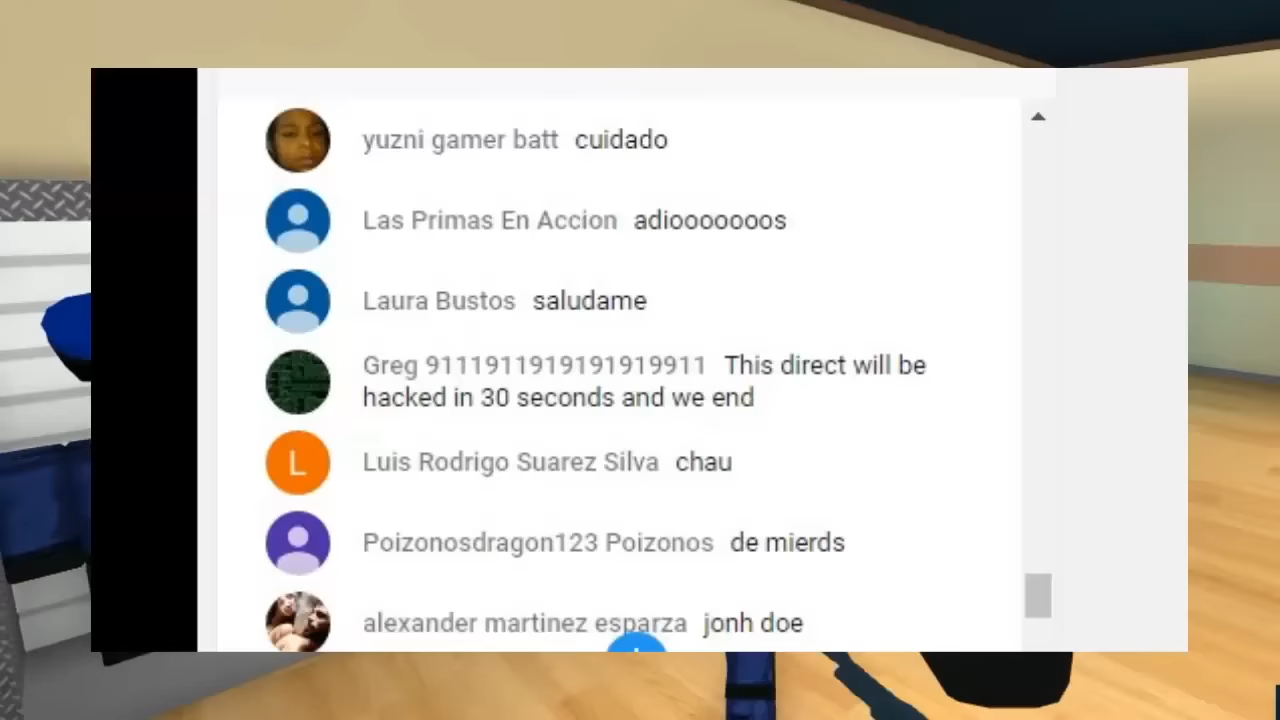 yuzni gamer batt cuidado
Las Primas En Accion adioooooooos
Laura Bustos saludame
Greg 9111911919191919911 This direct will be
hacked in 30 seconds and we end
Luis Rodrigo Suarez Silva chau
Poizonosdragon123 Poizonos de mierds
alexander martinez esparza jonh doe